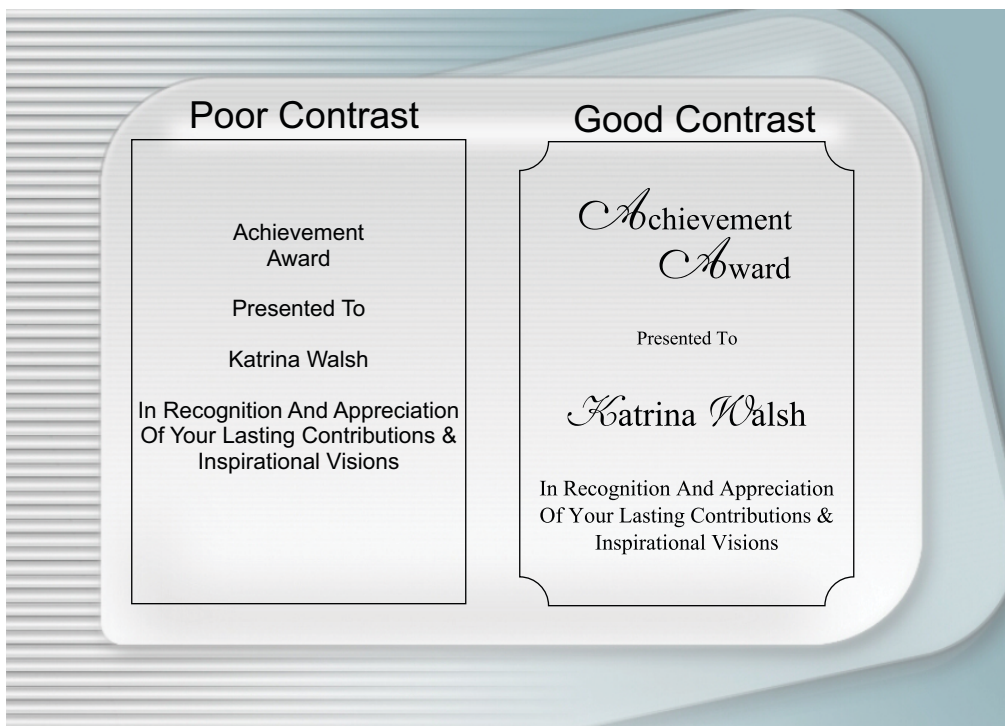 Poor Contrast
Achievement
Award
Presented To
Katrina Walsh
In Recognition And Appreciation
Of Your Lasting Contributions &
Inspirational Visions
Good Contrast
Achievement
Award
Presented To
Katrina Walsh
In Recognition And Appreciation
Of Your Lasting Contributions &
Inspirational Visions